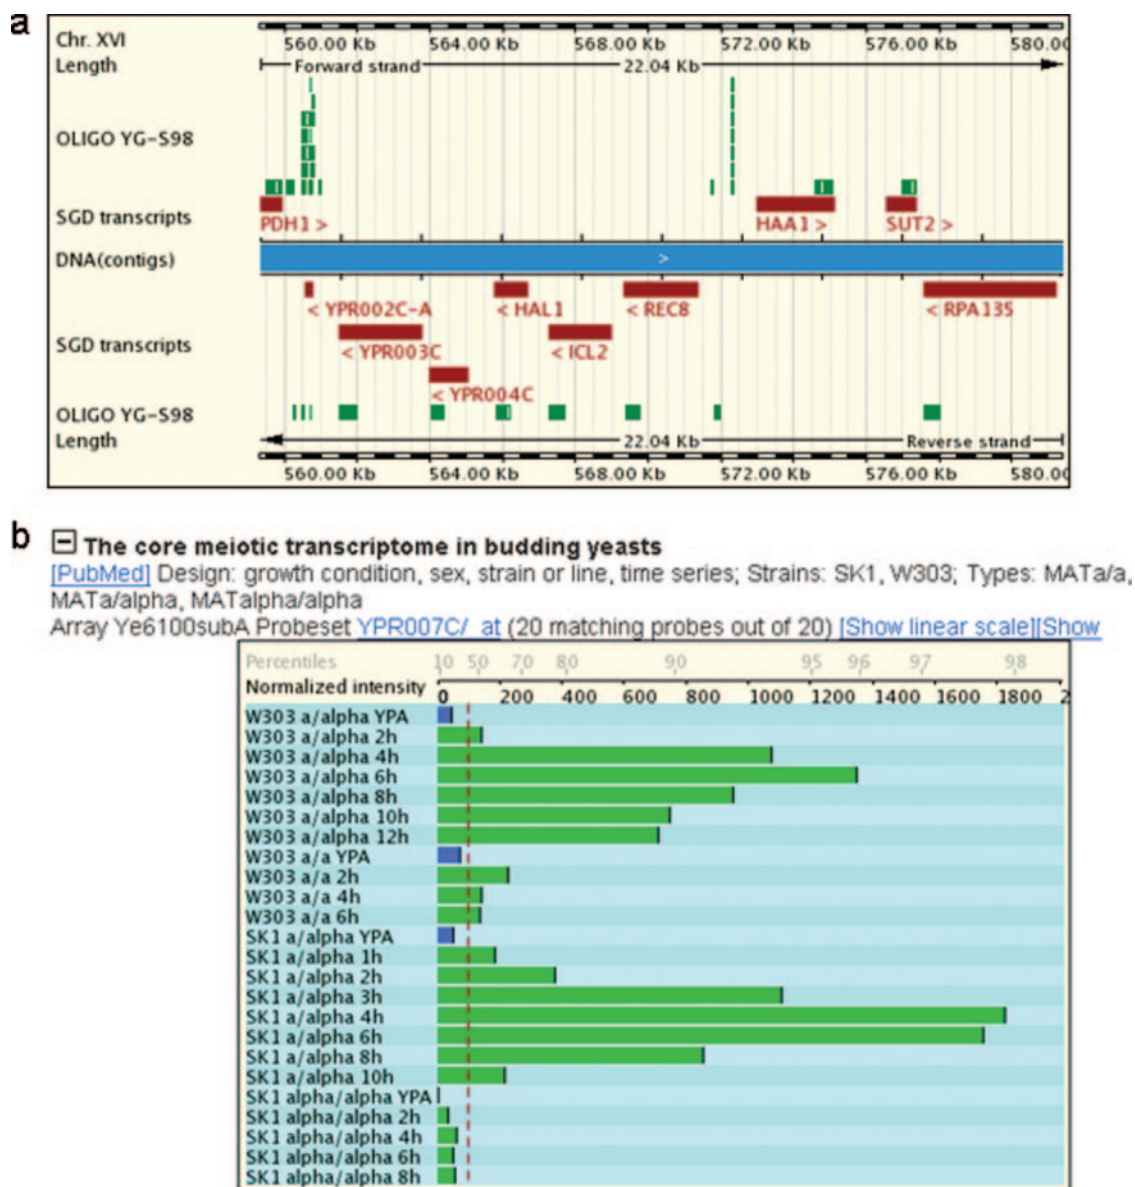 a
Chr. XVI 560.00 Kb 564.00 Kb 568.00 Kb 572.00 Kb 576.00 Kb 580.0
Length Forward strand 22.04 Kb
OLIGO YG-S98
SGD transcripts PDH1 > HAA1 > SUT2 >
DNA(contigs) >
< YPR002C-A < HAL1 < REC8 < RPA135
SGD transcripts < YPR003C < ICL2
< YPR004C
OLIGO YG-S98
Length 22.04 Kb Reverse strand
560.00 Kb 564.00 Kb 568.00 Kb 572.00 Kb 576.00 Kb 580.0
b
The core meiotic transcriptome in budding yeasts
[PubMed] Design: growth condition, sex, strain or line, time series; Strains: SK1, W303; Types: MATa/a,
MATa/alpha, MATalpha/alpha
Array Ye6100subA Probeset YPR007C/_at (20 matching probes out of 20) [Show linear scale][Show
Percentiles 10 50 70 80 90 95 96 97 98
Normalized intensity 0 200 400 600 800 1000 1200 1400 1600 1800 2
W303 a/alpha YPA
W303 a/alpha 2h
W303 a/alpha 4h
W303 a/alpha 6h
W303 a/alpha 8h
W303 a/alpha 10h
W303 a/alpha 12h
W303 a/a YPA
W303 a/a 2h
W303 a/a 4h
W303 a/a 6h
SK1 a/alpha YPA
SK1 a/alpha 1h
SK1 a/alpha 2h
SK1 a/alpha 3h
SK1 a/alpha 4h
SK1 a/alpha 6h
SK1 a/alpha 8h
SK1 a/alpha 10h
SK1 alpha/alpha YPA
SK1 alpha/alpha 2h
SK1 alpha/alpha 4h
SK1 alpha/alpha 6h
SK1 alpha/alpha 8h